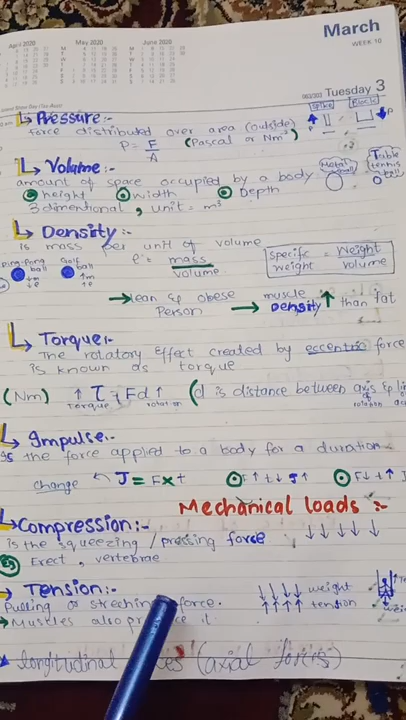 April 2020
May 2020
June 2020
March
WEEK 10
Tuesday 3
Pressure:-
Force distributed over area (outside)
P = F/A (Pascal or Nm⁻²)
Spike
Block
Volume:-
amount of space occupied by a body
height, width Depth
3 dimentional, unit = m³
Metal ball
Table tennis ball
Density:-
is mass per unit of volume
mass
volume
Ping-Pong ball
Golf ball
Specific weight = Weight
volume
lean & obese Person → muscle Density ↑ than fat
Torque:-
The rotatory Effect created by eccentric force
is known as torque
(Nm) ↑ τ = Fd ↑ (d is distance between axis & 
Torque
rotation
Impulse:-
is the force applied to a body for a duration
change J = F×t F↑ t↓ J↑ F↓ t↑
Mechanical loads:-
Compression:-
is the squeezing / pressing force ↓ ↓ ↓ ↓ ↓
Erect, vertebrae
Tension:-
Pulling or streching force. ↓↓↓↓ weight
Muscles also produce it ↑↑↑↑ tension
longitudinal (axial forces)